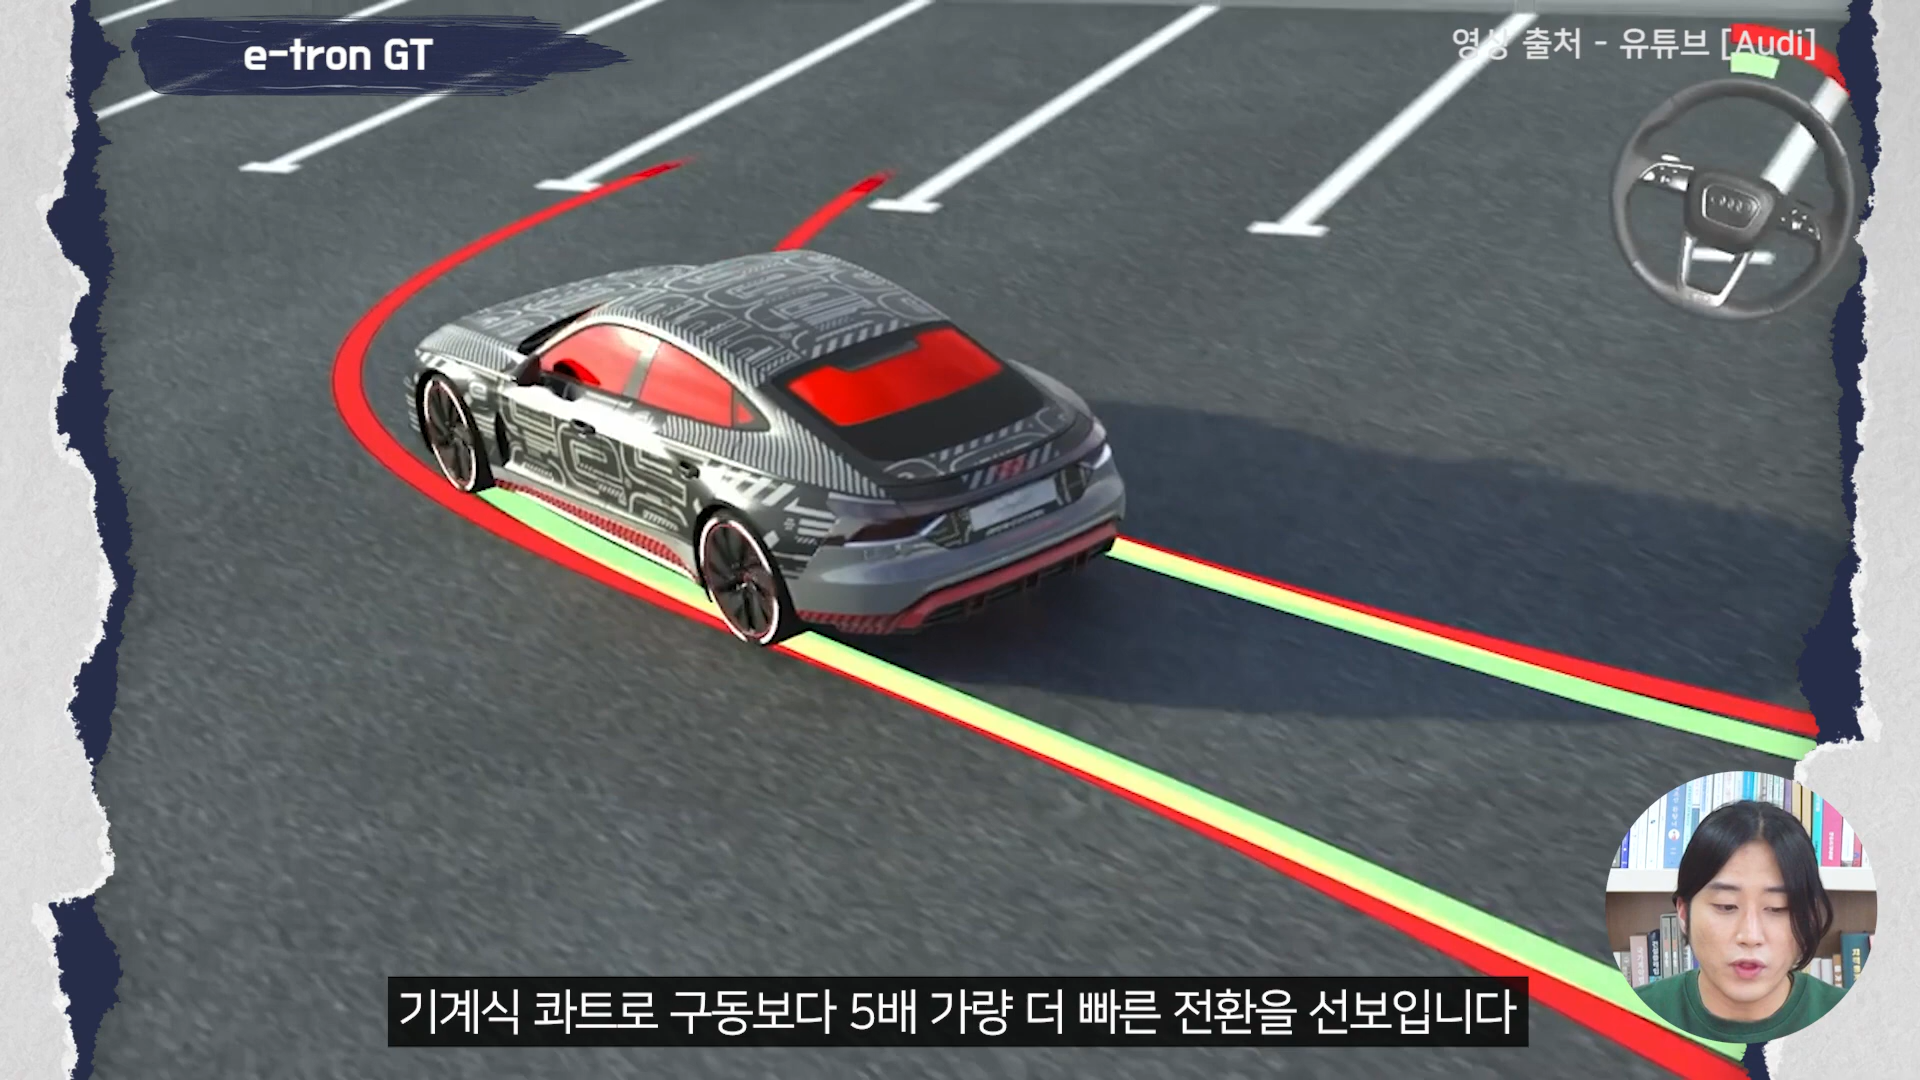 e-tron GT
영상 출처 - 유튜브 [Audi]
기계식 콰트로 구동보다 5배 가량 더 빠른 전환을 선보입니다